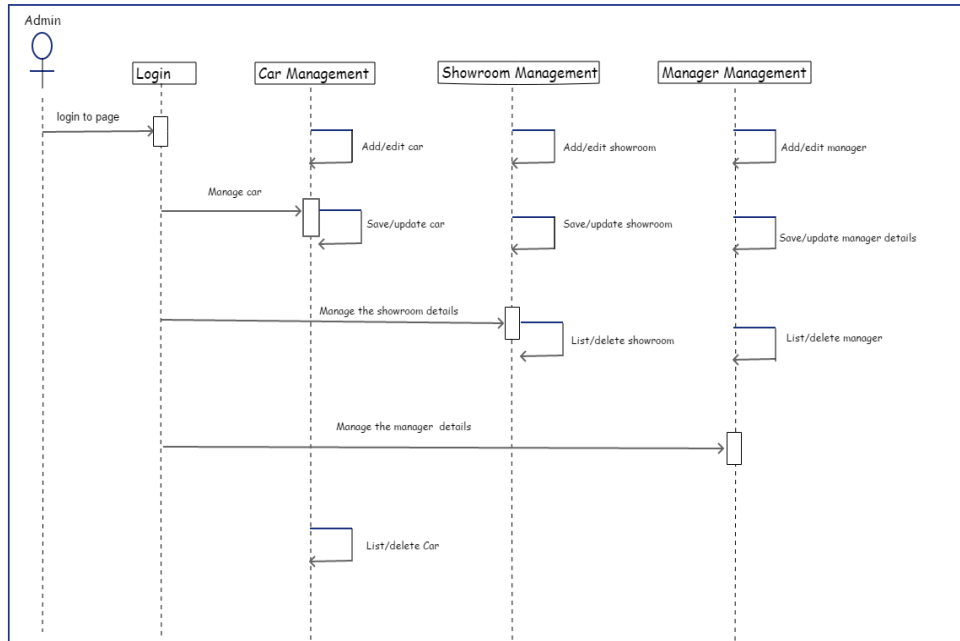 Admin
Login
Car Management
Showroom Management
Manager Management
login to page
Add/edit car
Add/edit showroom
Add/edit manager
Manage car
Save/update car
Save/update showroom
Save/update manager details
Manage the showroom details
List/delete showroom
List/delete manager
Manage the manager details
List/delete Car